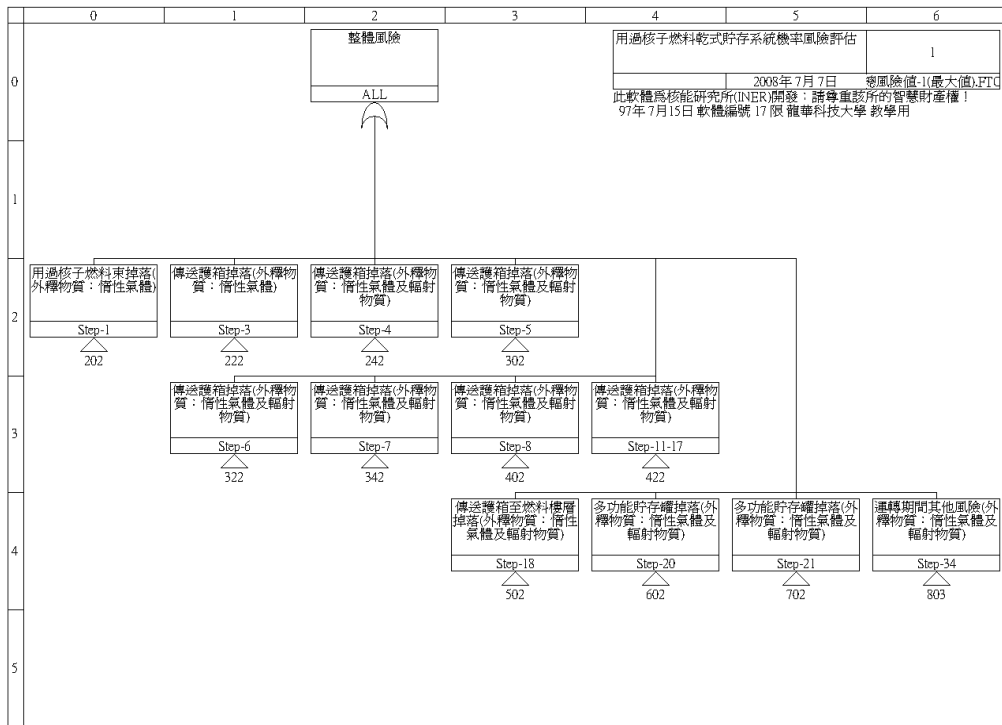 0 1 2 3 4 5 6
0
整體風險
ALL
用過核子燃料乾式貯存系統機率風險評估
1
2008年7月7日
總風險值-1(最大值).FTC
此軟體為核能研究所(INER)開發；請尊重該所的智慧財產權！
97年7月15日 軟體編號 17 限 龍華科技大學 教學用
1
2
用過核子燃料束掉落(
外釋物質：惰性氣體)
Step-1
202
傳送護箱掉落(外釋物
質：惰性氣體)
Step-3
222
傳送護箱掉落(外釋物
質：惰性氣體及輻射
物質)
Step-4
242
傳送護箱掉落(外釋物
質：惰性氣體及輻射
物質)
Step-5
302
3
傳送護箱掉落(外釋物
質：惰性氣體及輻射
物質)
Step-6
322
傳送護箱掉落(外釋物
質：惰性氣體及輻射
物質)
Step-7
342
傳送護箱掉落(外釋物
質：惰性氣體及輻射
物質)
Step-8
402
傳送護箱掉落(外釋物
質：惰性氣體及輻射
物質)
Step-11-17
422
4
傳送護箱至燃料樓層
掉落(外釋物質：惰性
氣體及輻射物質)
Step-18
502
多功能貯存罐掉落(外
釋物質：惰性氣體及
輻射物質)
Step-20
602
多功能貯存罐掉落(外
釋物質：惰性氣體及
輻射物質)
Step-21
702
運轉期間其他風險(外
釋物質：惰性氣體及
輻射物質)
Step-34
803
5